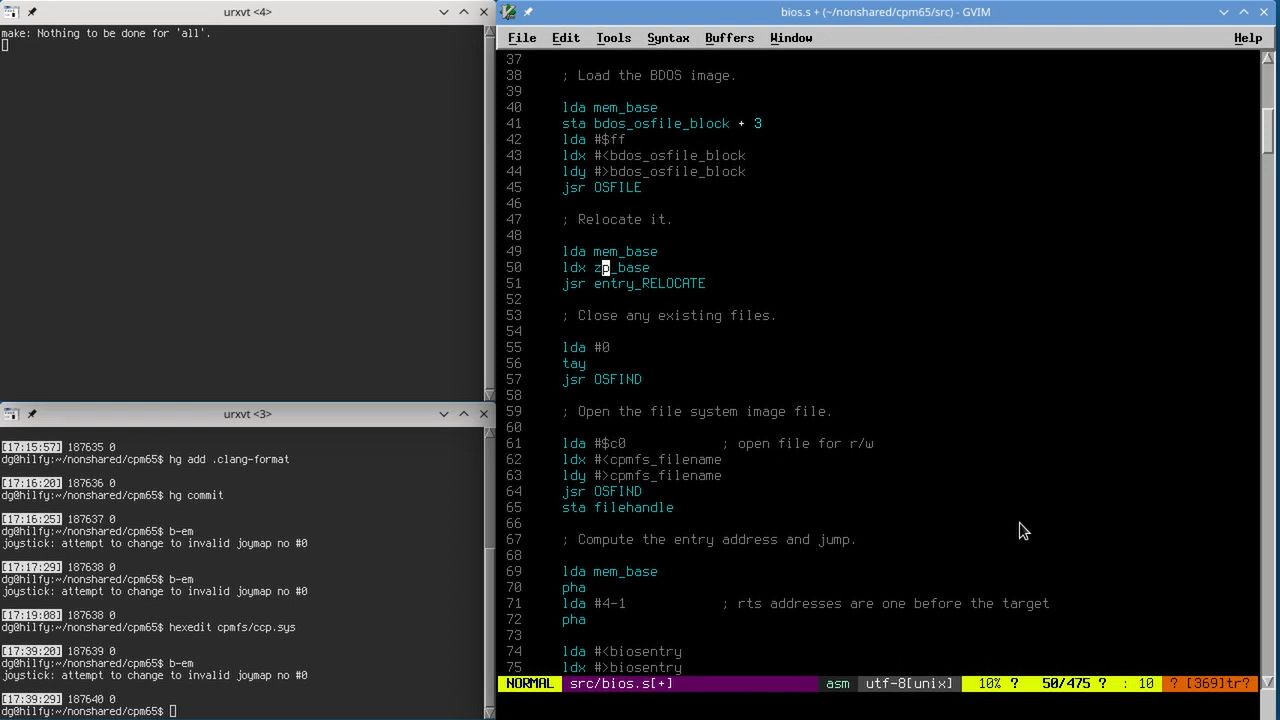 urxvt <4>
make: Nothing to be done for 'all'.
urxvt <3>
[17:15:57] 187635 0
dg@hilfy:~/nonshared/cpm65$ hg add .clang-format
[17:16:20] 187636 0
dg@hilfy:~/nonshared/cpm65$ hg commit
[17:16:25] 187637 0
dg@hilfy:~/nonshared/cpm65$ b-em
joystick: attempt to change to invalid joymap no #0
[17:17:29] 187638 0
dg@hilfy:~/nonshared/cpm65$ b-em
joystick: attempt to change to invalid joymap no #0
[17:19:08] 187638 0
dg@hilfy:~/nonshared/cpm65$ hexedit cpmfs/ccp.sys
[17:39:20] 187639 0
dg@hilfy:~/nonshared/cpm65$ b-em
joystick: attempt to change to invalid joymap no #0
[17:39:29] 187640 0
dg@hilfy:~/nonshared/cpm65$
bios.s + (~/nonshared/cpm65/src) - GVIM
File Edit Tools Syntax Buffers Window Help
37
38 ; Load the BDOS image.
39
40 lda mem_base
41 sta bdos_osfile_block + 3
42 lda #$ff
43 ldx #<bdos_osfile_block
44 ldy #>bdos_osfile_block
45 jsr OSFILE
46
47 ; Relocate it.
48
49 lda mem_base
50 ldx zp_base
51 jsr entry_RELOCATE
52
53 ; Close any existing files.
54
55 lda #0
56 tay
57 jsr OSFIND
58
59 ; Open the file system image file.
60
61 lda #$c0 ; open file for r/w
62 ldx #<cpmfs_filename
63 ldy #>cpmfs_filename
64 jsr OSFIND
65 sta filehandle
66
67 ; Compute the entry address and jump.
68
69 lda mem_base
70 pha
71 lda #4-1 ; rts addresses are one before the target
72 pha
73
74 lda #<biosentry
75 ldx #>biosentry
NORMAL src/bios.s[+] asm utf-8[unix] 10% ? 50/475 ? : 10 ? [369]tr?